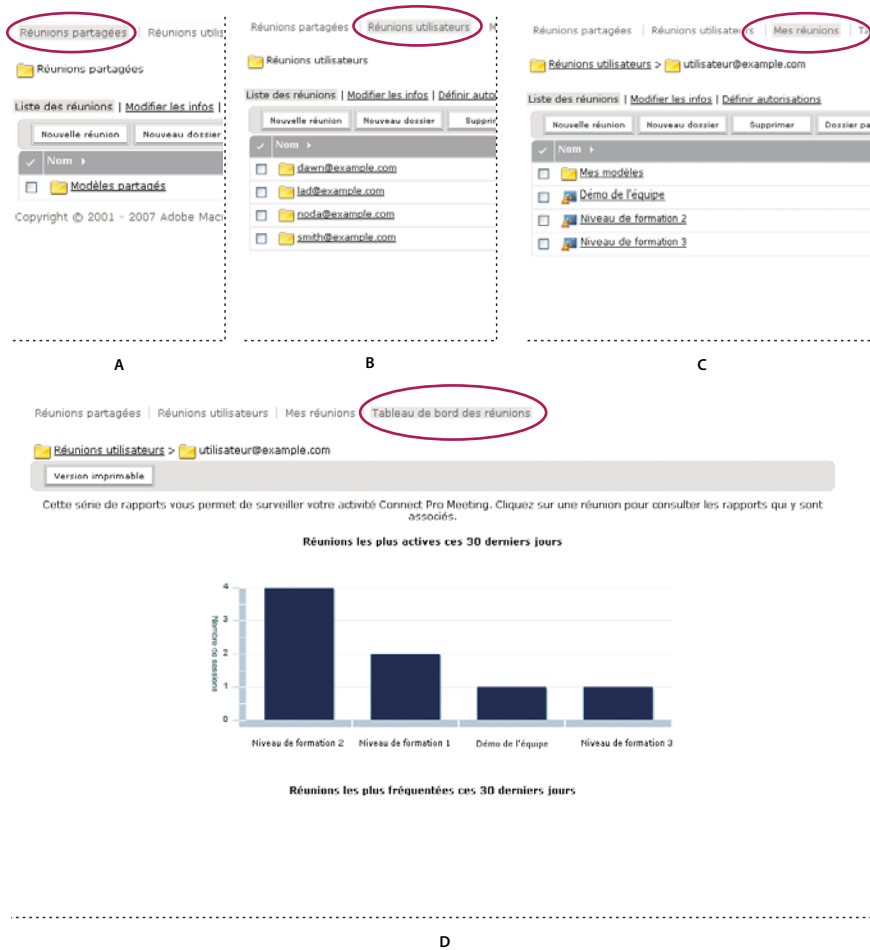 Réunions partagées Réunions utilis
Réunions partagées
Liste des réunions | Modifier les infos |
Nouvelle réunion Nouveau dossier
Nom
Modèles partagés
Copyright © 2001 - 2007 Adobe Mac
A
Réunions partagées | Réunions utilisateurs | M
Réunions utilisateurs
Liste des réunions | Modifier les infos | Définir auto
Nouvelle réunion Nouveau dossier Supprim
Nom
dawn@example.com
lad@example.com
noda@example.com
smith@example.com
B
Réunions partagées | Réunions utilisateurs | Mes réunions | Ta
Réunions utilisateurs > utilisateur@example.com
Liste des réunions | Modifier les infos | Définir autorisations
Nouvelle réunion Nouveau dossier Supprimer Dossier pa
Nom
Mes modèles
Démo de l'équipe
Niveau de formation 2
Niveau de formation 3
C
Réunions partagées | Réunions utilisateurs | Mes réunions | Tableau de bord des réunions
Réunions utilisateurs > utilisateur@example.com
Version imprimable
Cette série de rapports vous permet de surveiller votre activité Connect Pro Meeting. Cliquez sur une réunion pour consulter les rapports qui y sont
associés.
Réunions les plus actives ces 30 derniers jours
Nombre de sessions
4
3
2
1
0
Niveau de formation 2 Niveau de formation 1 Démo de l'équipe Niveau de formation 3
Réunions les plus fréquentées ces 30 derniers jours
D